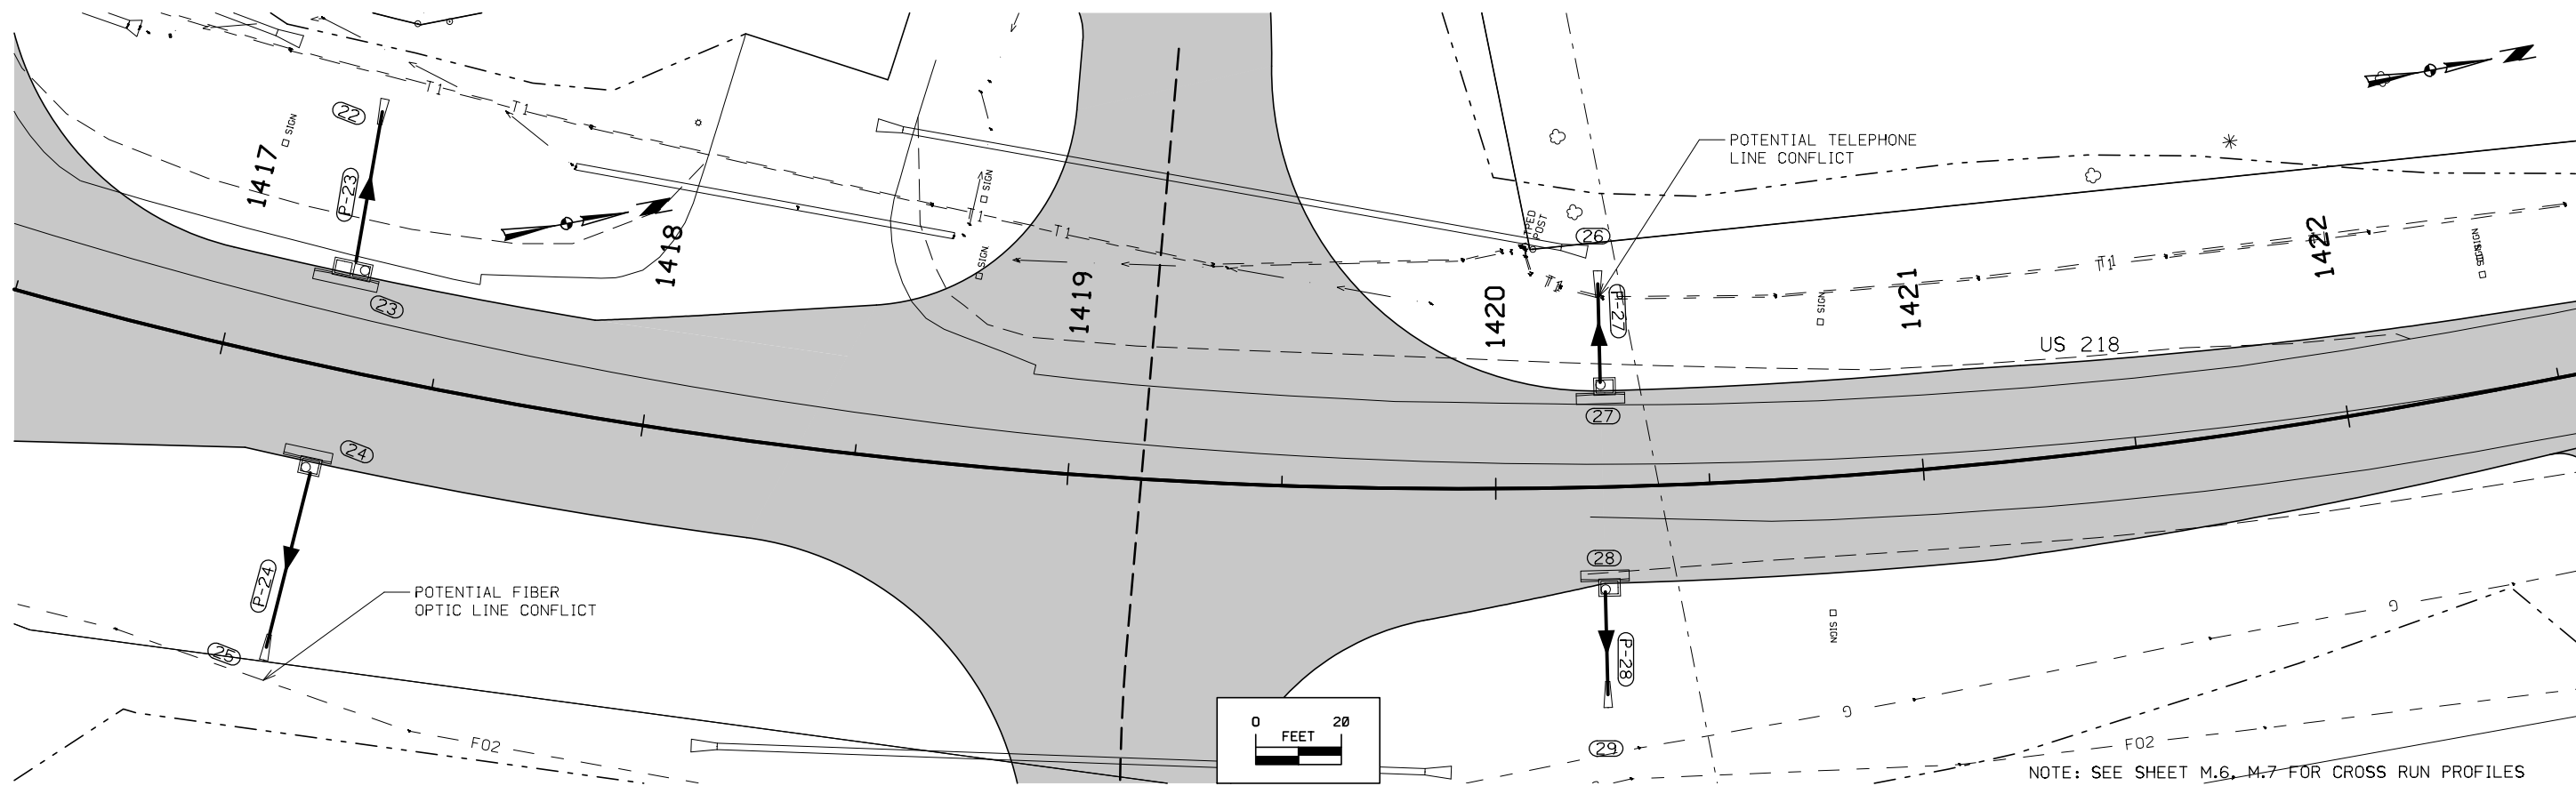 T1
T1
22
SIGN
1417
P-23
23
1418
SIGN
T1
SIGN
T1
1419
POTENTIAL TELEPHONE
LINE CONFLICT
TPED
POST
26
T1
P-27
1420
27
SIGN
1421
T1
1422
US 218
24
P-24
25
POTENTIAL FIBER
OPTIC LINE CONFLICT
FO2
28
P-28
29
SIGN
G
G
FO2
0 20
FEET
NOTE: SEE SHEET M.6, M.7 FOR CROSS RUN PROFILES